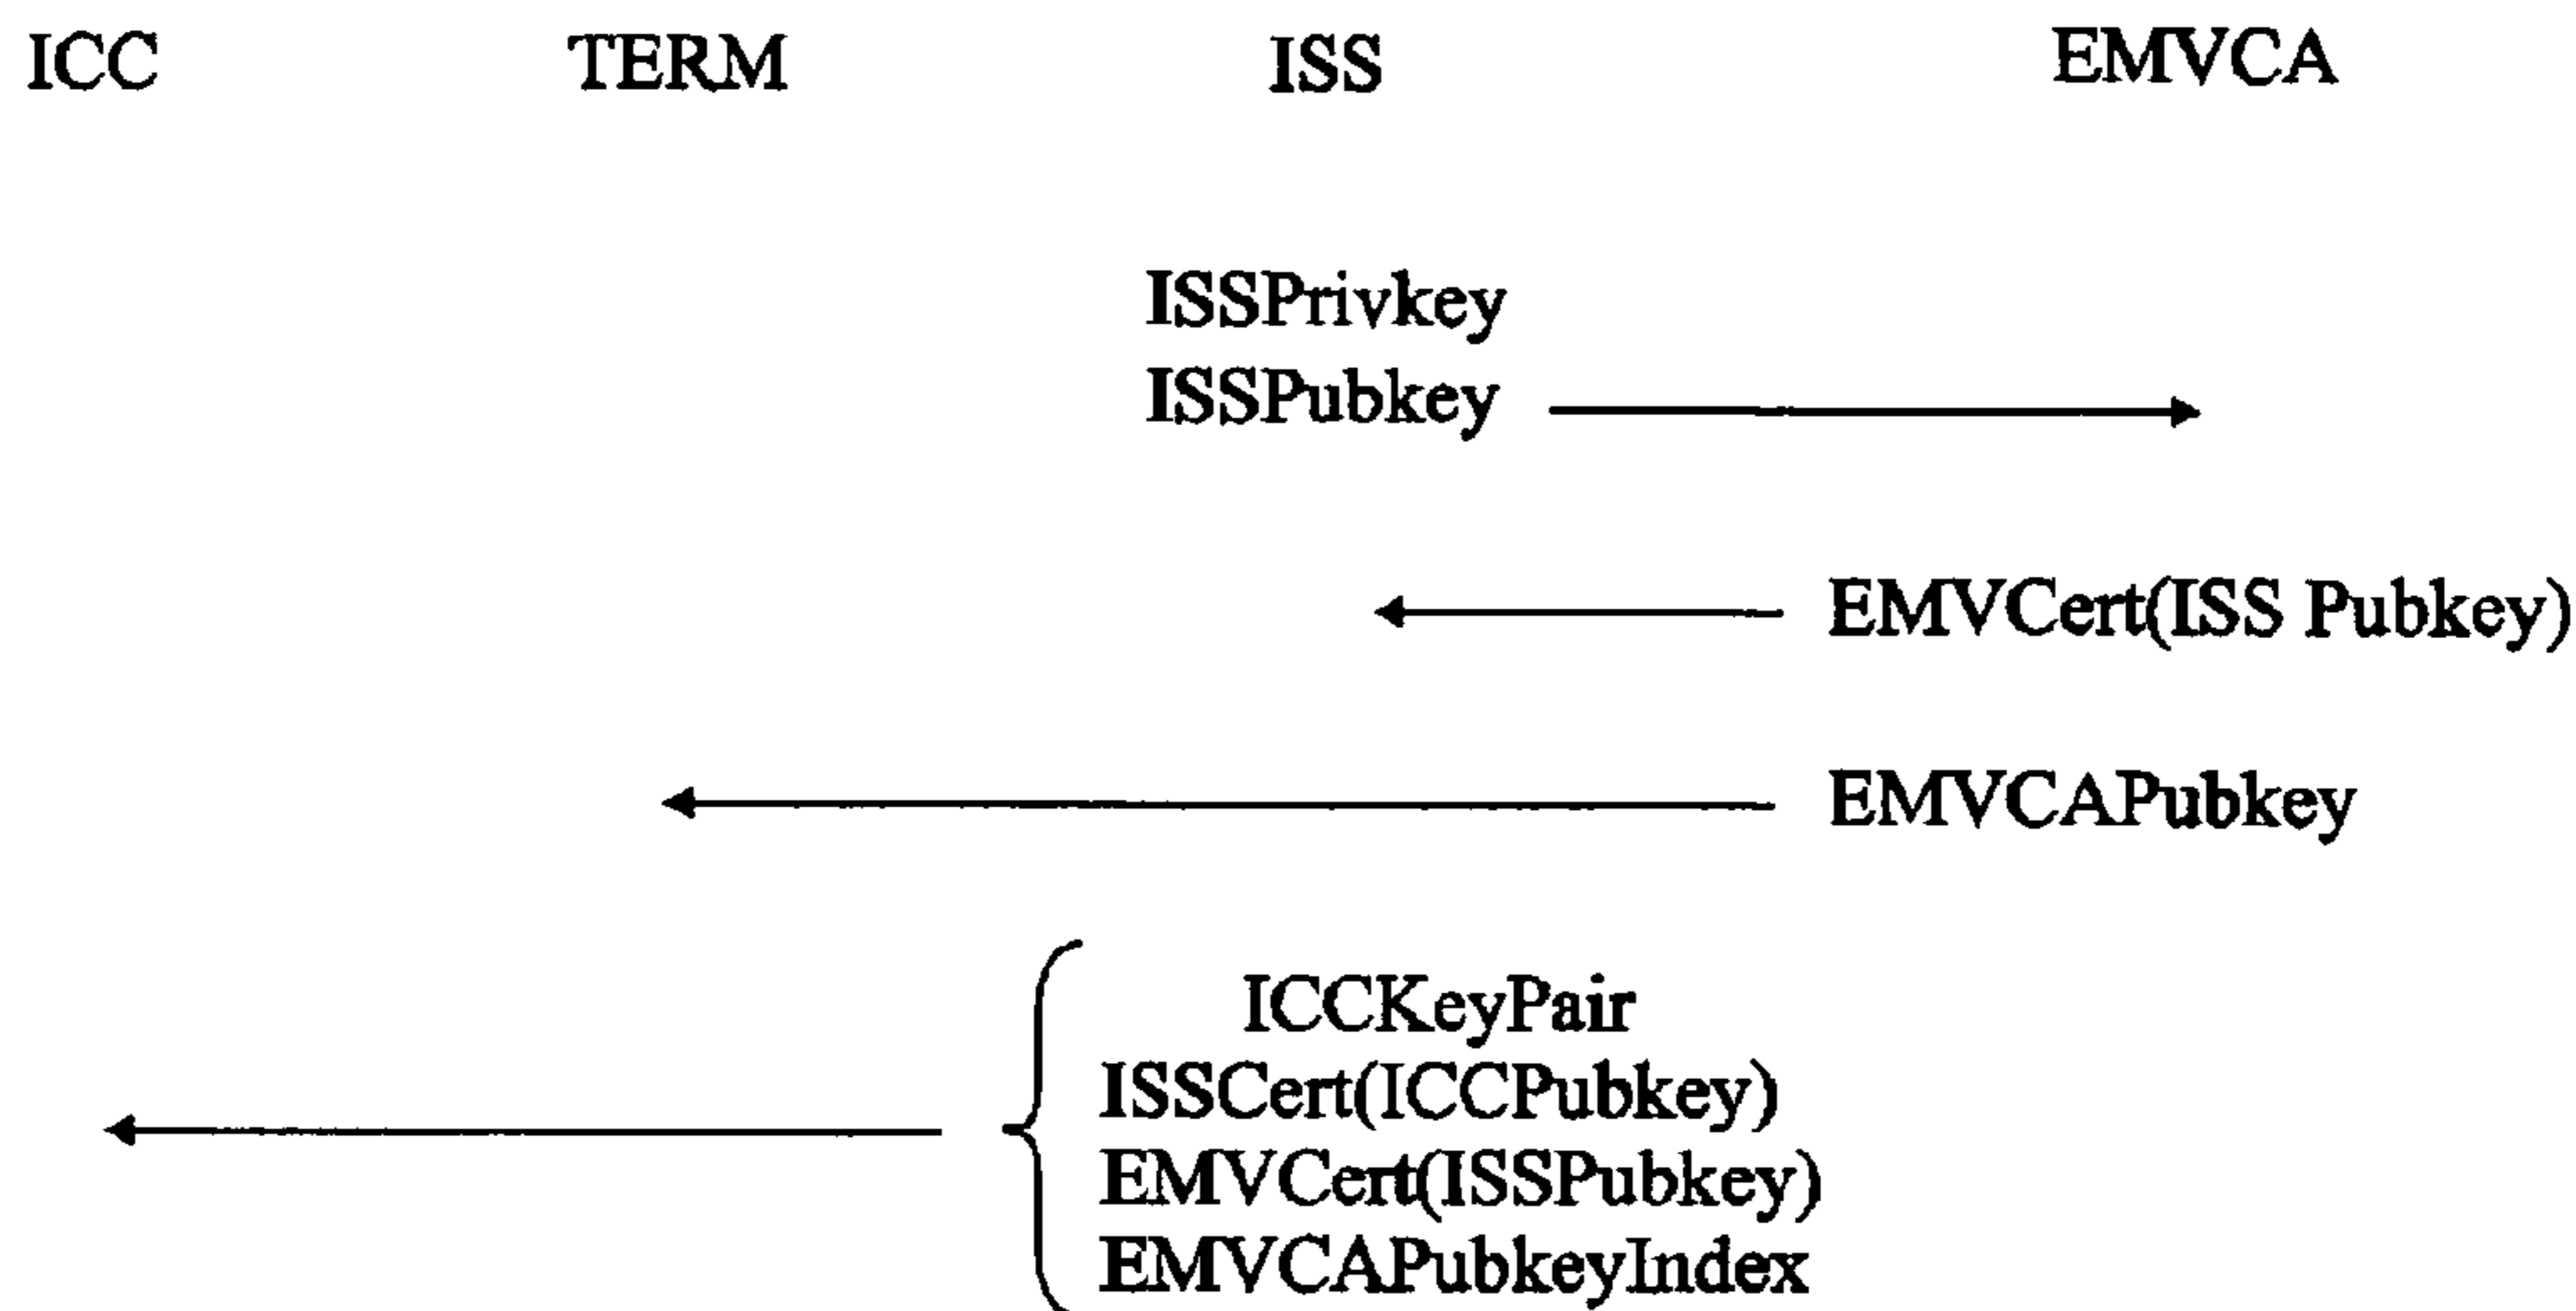 ICC TERM ISS EMVCA
ISSPrivkey
ISSPubkey
EMVCert(ISS Pubkey)
EMVCAPubkey
ICCKeyPair
ISSCert(ICCPubkey)
EMVCert(ISSPubkey)
EMVCAPubkeyIndex